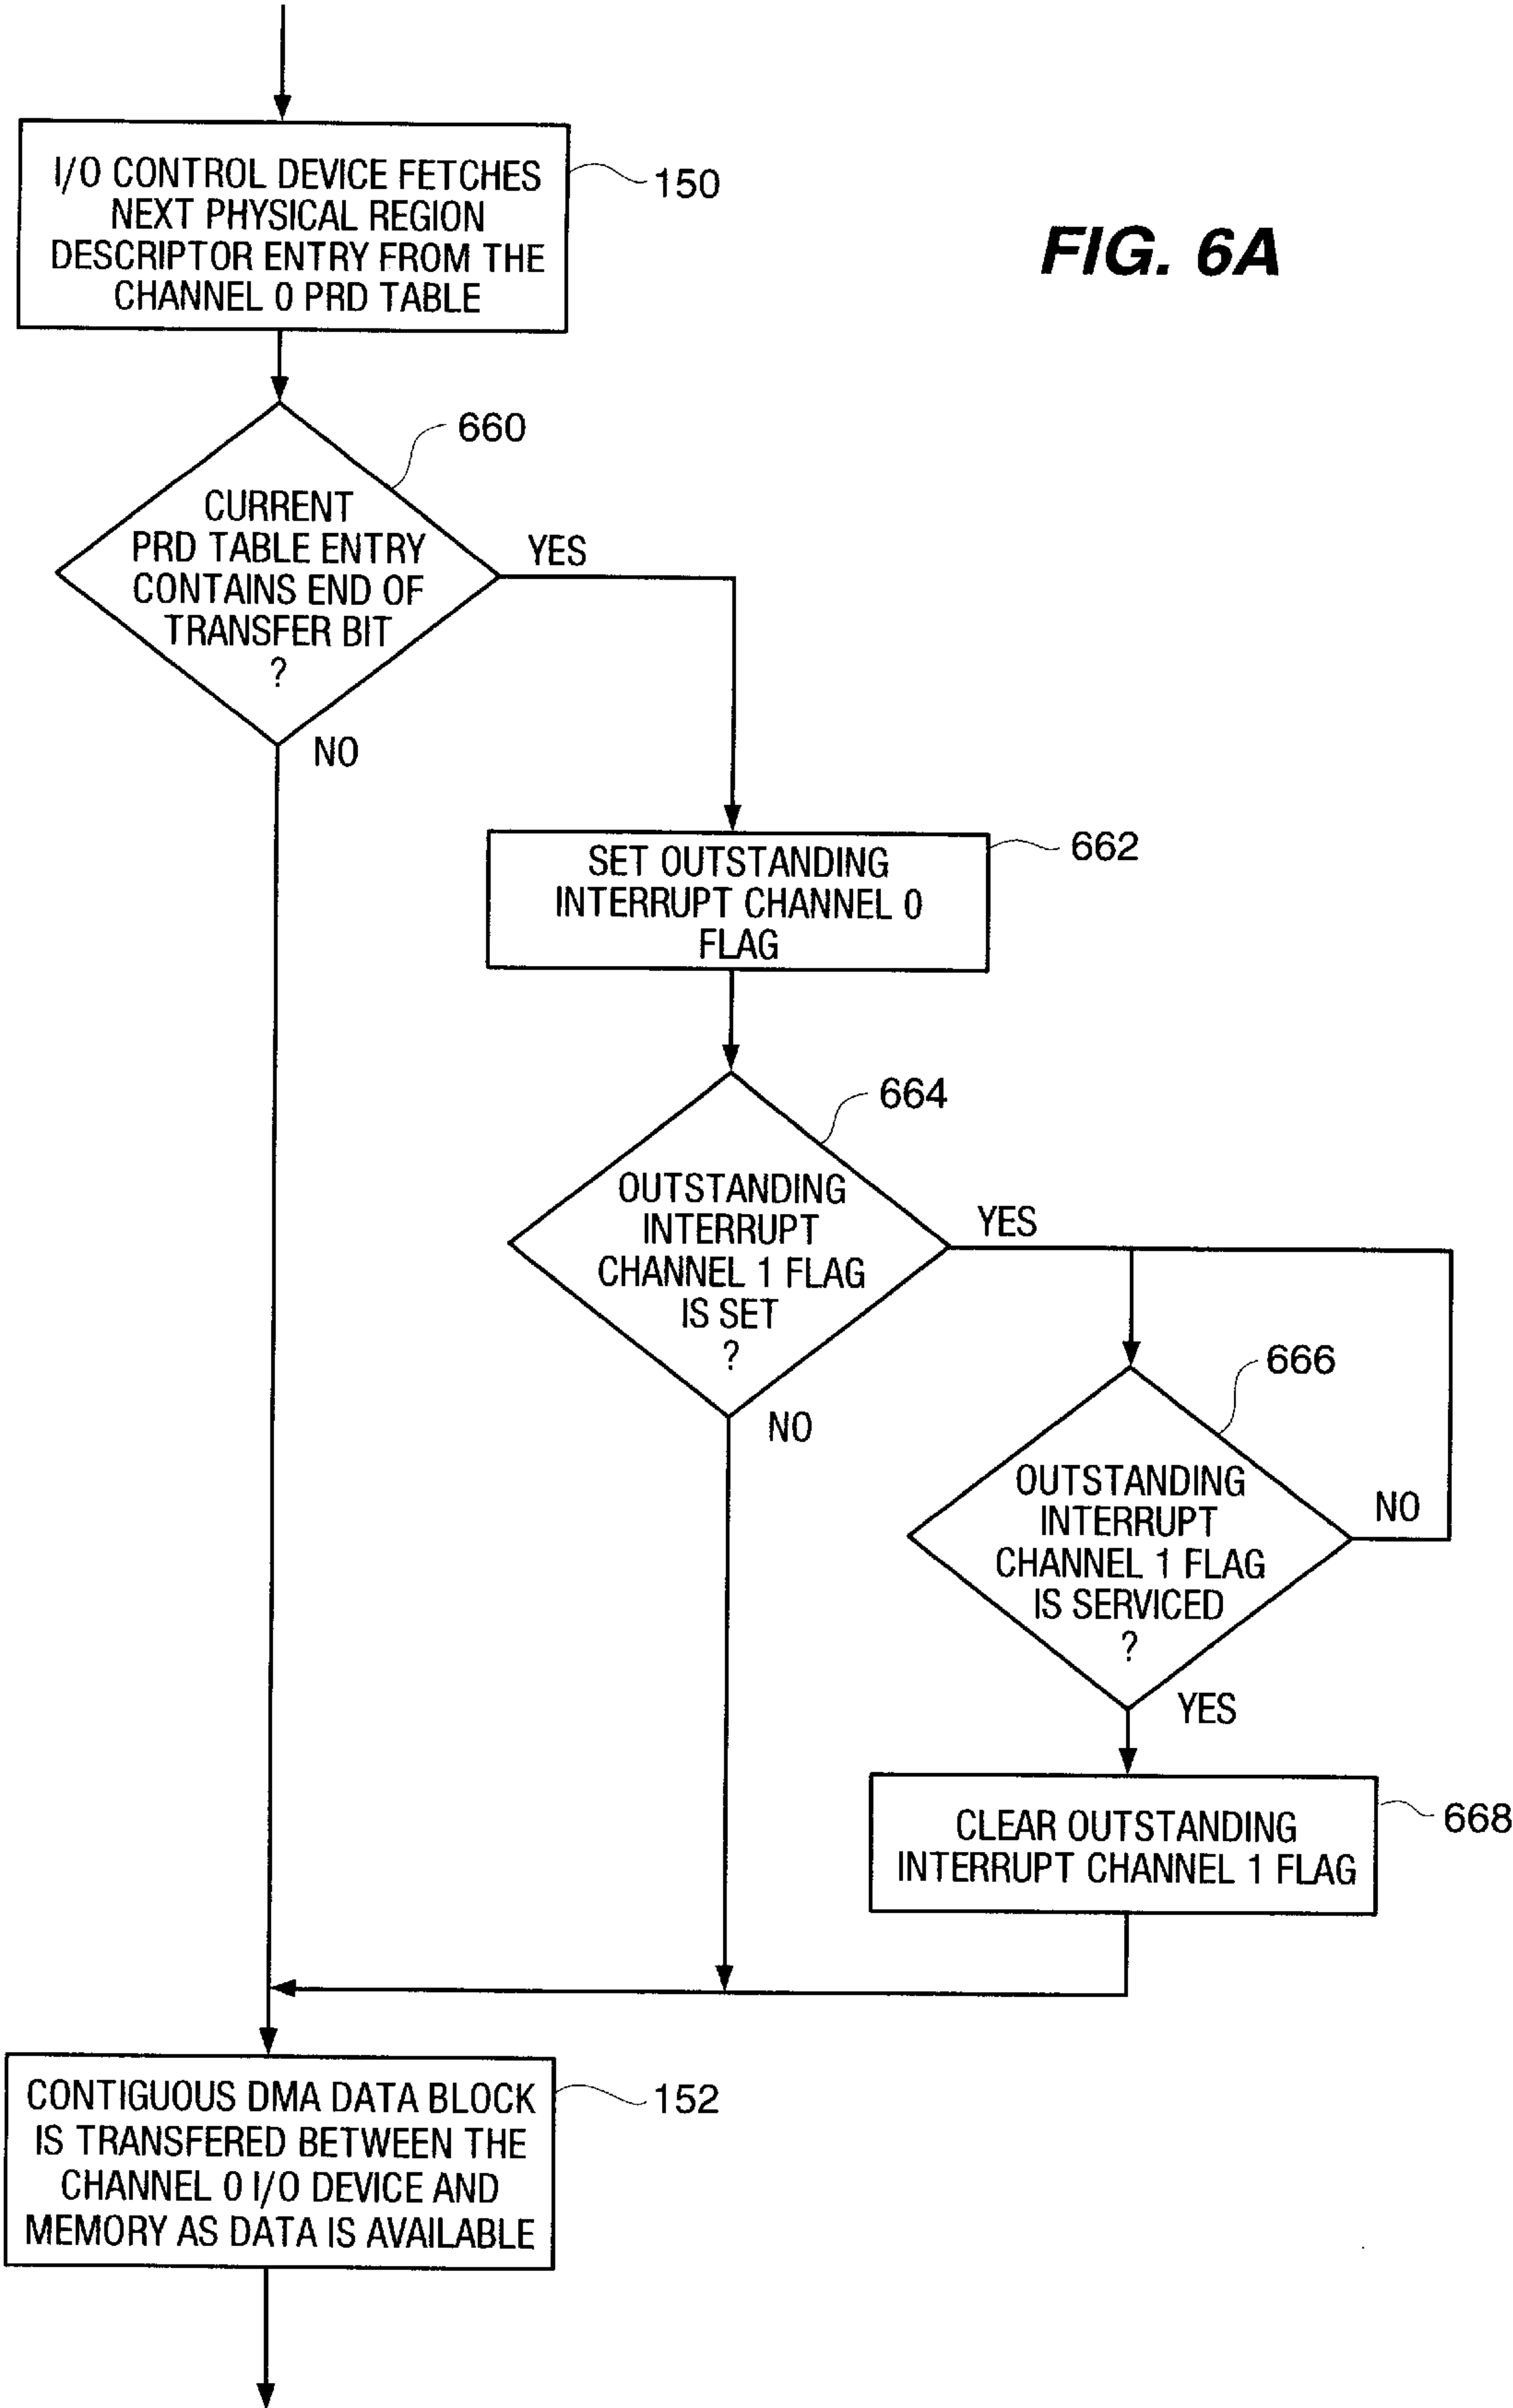 I/O CONTROL DEVICE FETCHES
NEXT PHYSICAL REGION
DESCRIPTOR ENTRY FROM THE
CHANNEL 0 PRD TABLE
150
FIG. 6A
660
CURRENT
PRD TABLE ENTRY
CONTAINS END OF
TRANSFER BIT
?
YES
NO
SET OUTSTANDING
INTERRUPT CHANNEL 0
FLAG
662
664
OUTSTANDING
INTERRUPT
CHANNEL 1 FLAG
IS SET
?
YES
NO
666
OUTSTANDING
INTERRUPT
CHANNEL 1 FLAG
IS SERVICED
?
NO
YES
CLEAR OUTSTANDING
INTERRUPT CHANNEL 1 FLAG
668
CONTIGUOUS DMA DATA BLOCK
IS TRANSFERED BETWEEN THE
CHANNEL 0 I/O DEVICE AND
MEMORY AS DATA IS AVAILABLE
152